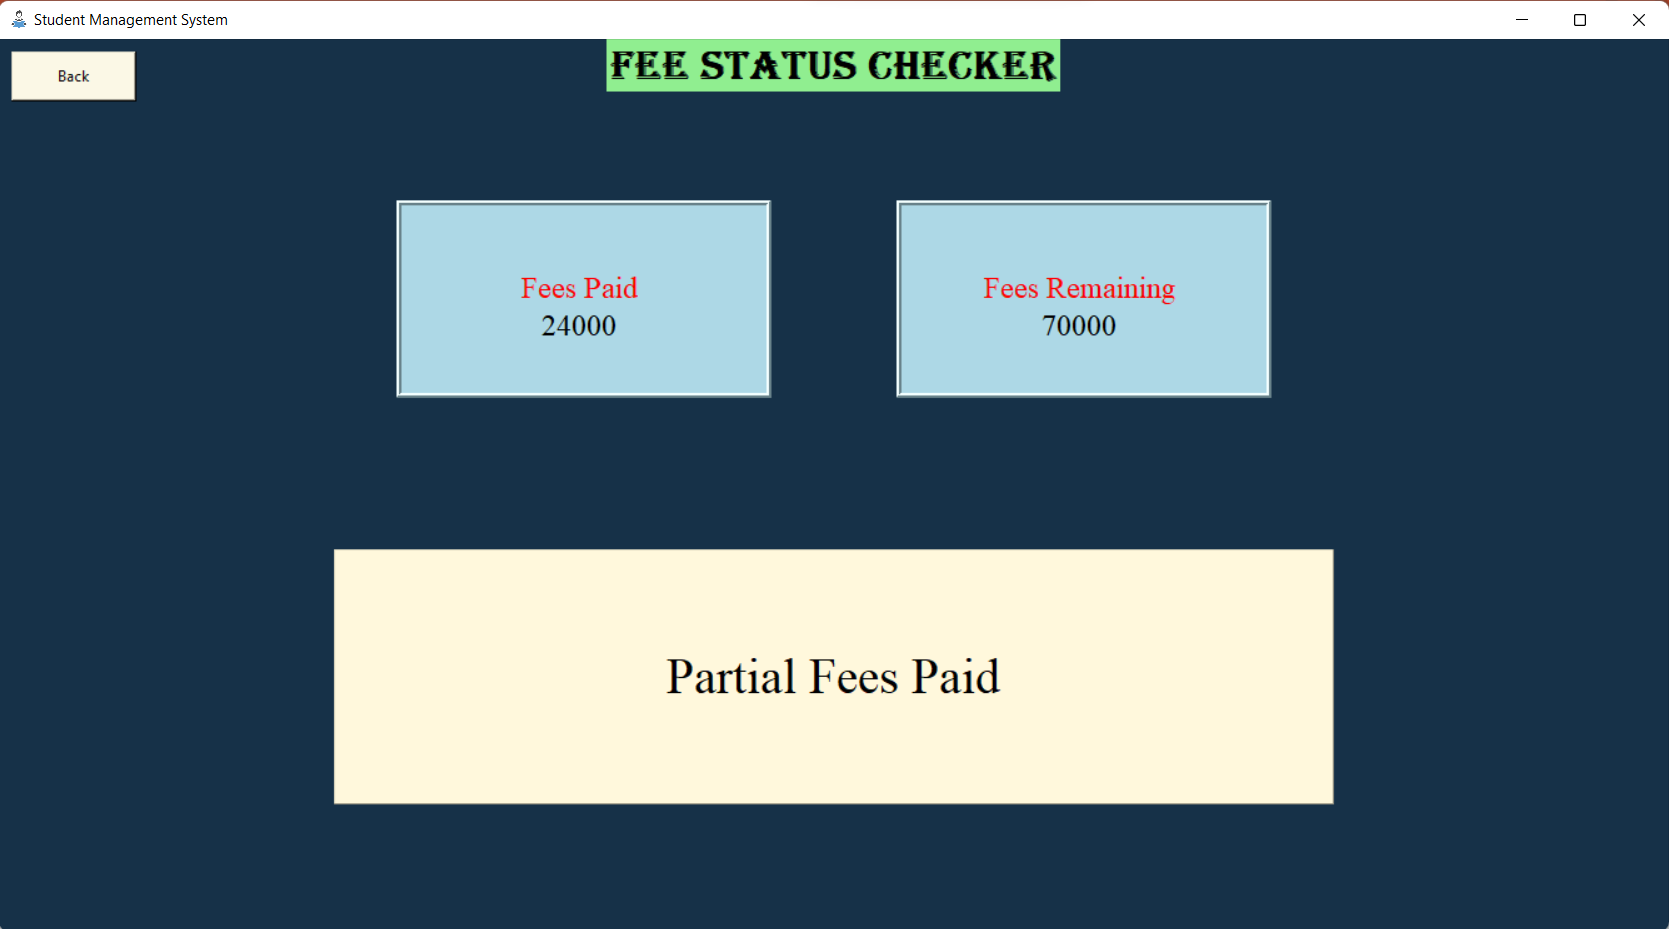 Student Management System
Back
FEE STATUS CHECKER
Fees Paid
24000
Fees Remaining
70000
Partial Fees Paid